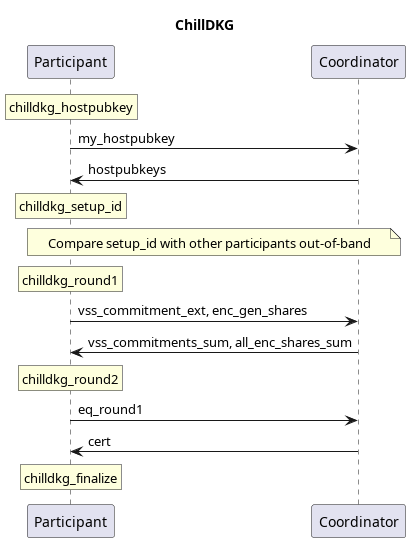 ChillDKG
Participant
Coordinator
chilldkg_hostpubkey
my_hostpubkey
hostpubkeys
chilldkg_setup_id
Compare setup_id with other participants out-of-band
chilldkg_round1
vss_commitment_ext, enc_gen_shares
vss_commitments_sum, all_enc_shares_sum
chilldkg_round2
eq_round1
cert
chilldkg_finalize
Participant
Coordinator